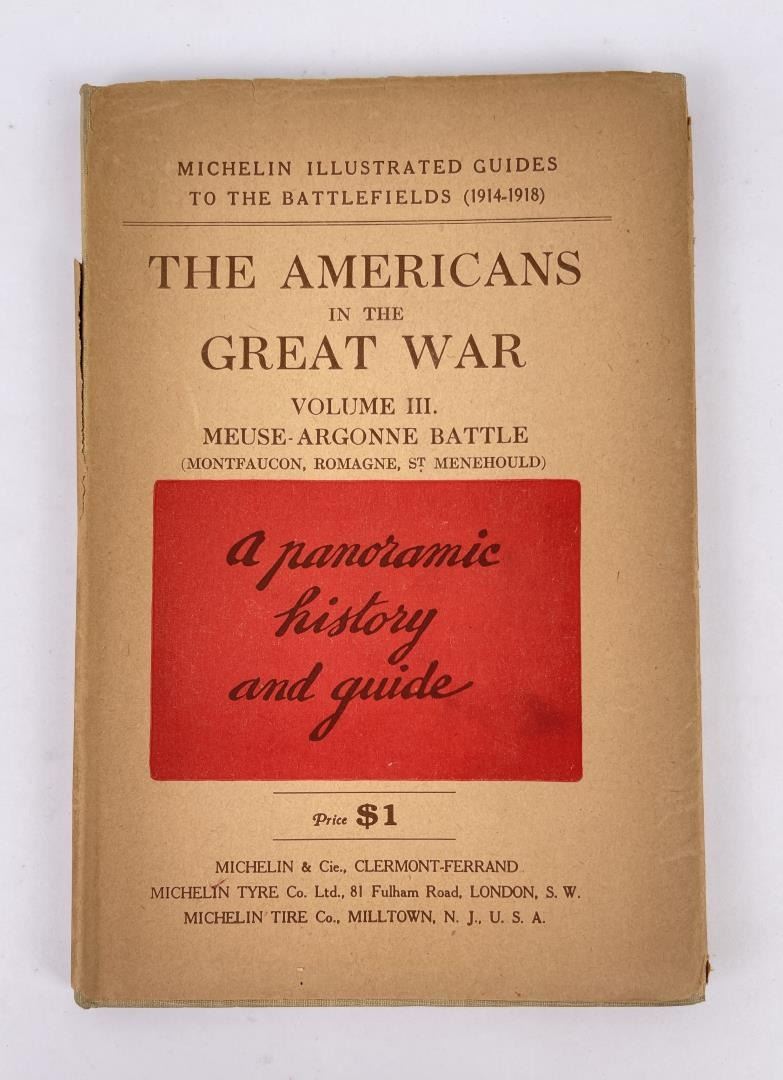 MICHELIN ILLUSTRATED GUIDES
TO THE BATTLEFIELDS (1914-1918)
THE AMERICANS
IN THE
GREAT WAR
VOLUME III.
MEUSE-ARGONNE BATTLE
(MONTFAUCON, ROMAGNE, ST MENEHOULD)
a panoramic
history
and guide
Price $1
MICHELIN & Cie., CLERMONT-FERRAND
MICHELIN TYRE Co. Ltd., 81 Fulham Road, LONDON, S. W.
MICHELIN TIRE Co., MILLTOWN, N. J., U. S. A.